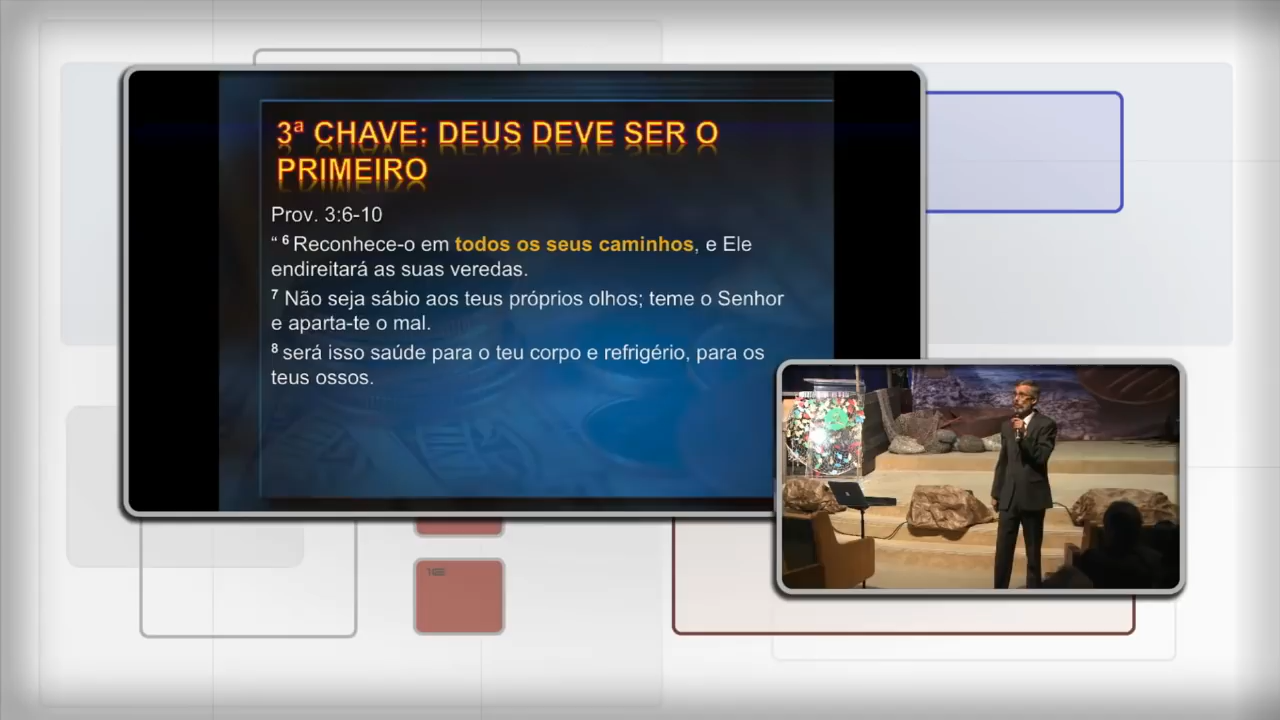 3ª CHAVE: DEUS DEVE SER O
PRIMEIRO
Prov. 3:6-10
“ 6 Reconhece-o em todos os seus caminhos, e Ele
endireitará as suas veredas.
7 Não seja sábio aos teus próprios olhos; teme o Senhor
e aparta-te o mal.
8 será isso saúde para o teu corpo e refrigério, para os
teus ossos.